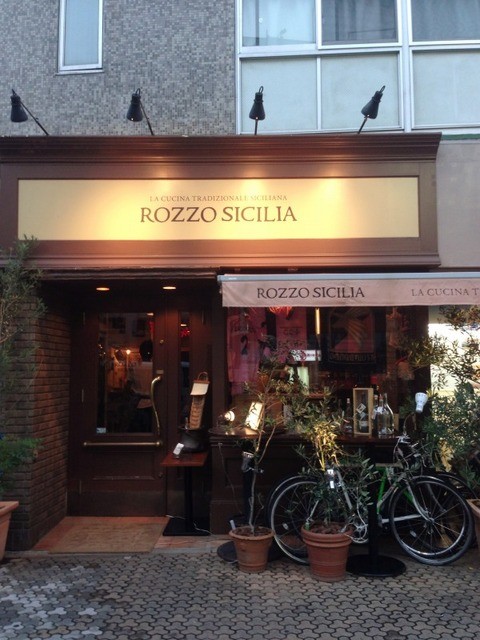 LA CUCINA TRADIZIONALE SICILIANA
ROZZO SICILIA
ROZZO SICILIA
LA CUCINA T